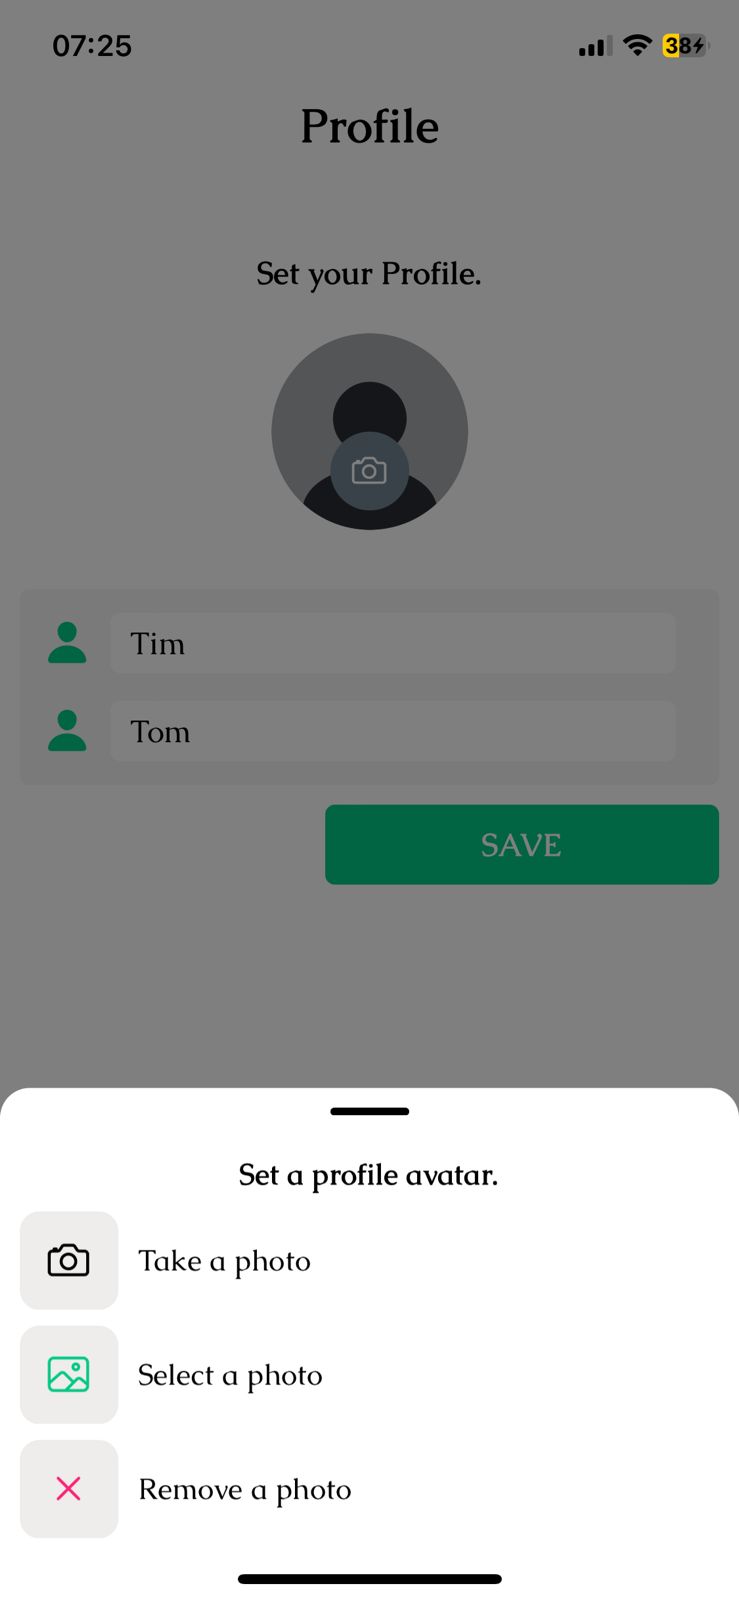 07:25
38
Profile
Set your Profile.
Tim
Tom
SAVE
Set a profile avatar.
Take a photo
Select a photo
Remove a photo